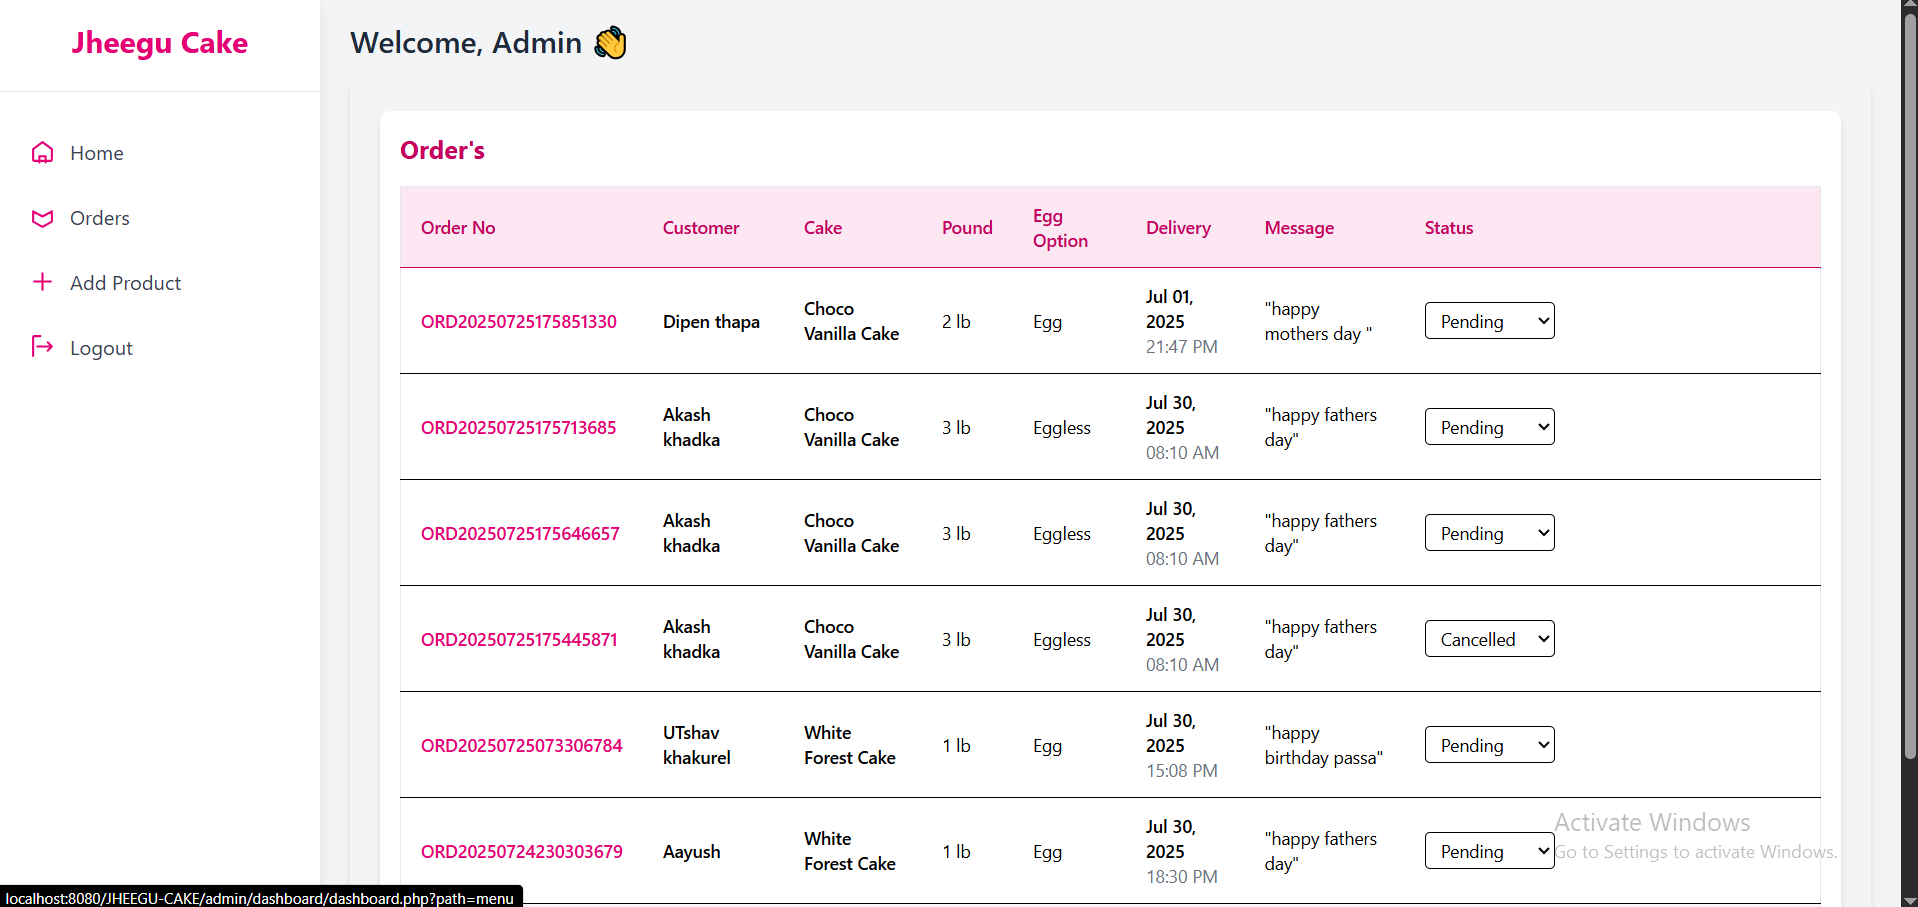 Jheegu Cake
Home
Orders
Add Product
Logout
Welcome, Admin 👋
Order's
Order No Customer Cake Pound Egg Option Delivery Message Status
ORD20250725175851330 Dipen thapa Choco Vanilla Cake 2 lb Egg Jul 01, 2025 21:47 PM "happy mothers day " Pending
ORD20250725175713685 Akash khadka Choco Vanilla Cake 3 lb Eggless Jul 30, 2025 08:10 AM "happy fathers day" Pending
ORD20250725175646657 Akash khadka Choco Vanilla Cake 3 lb Eggless Jul 30, 2025 08:10 AM "happy fathers day" Pending
ORD20250725175445871 Akash khadka Choco Vanilla Cake 3 lb Eggless Jul 30, 2025 08:10 AM "happy fathers day" Cancelled
ORD20250725073306784 UTshav khakurel White Forest Cake 1 lb Egg Jul 30, 2025 15:08 PM "happy birthday passa" Pending
ORD20250724230303679 Aayush White Forest Cake 1 lb Egg Jul 30, 2025 18:30 PM "happy fathers day" Pending
Activate Windows
Go to Settings to activate Windows.
localhost:8080/JHEEGU-CAKE/admin/dashboard/dashboard.php?path=menu